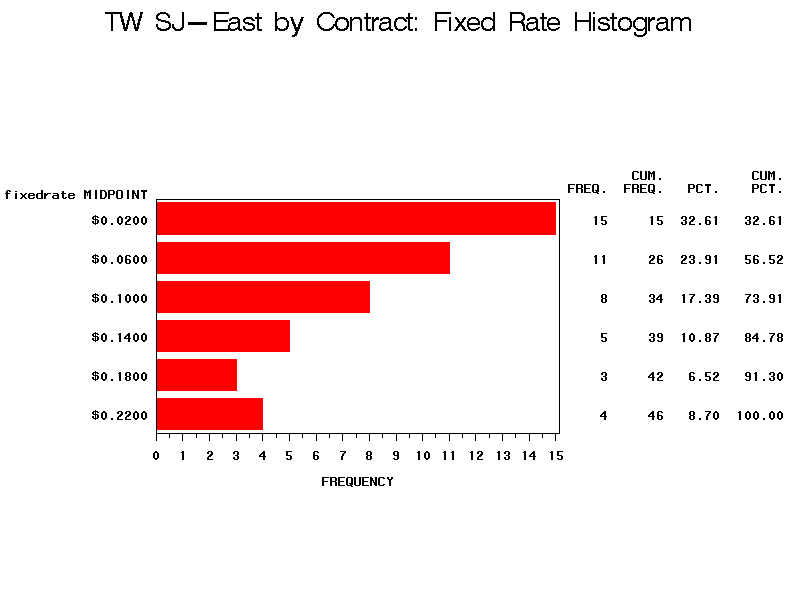 TW SJ-East by Contract: Fixed Rate Histogram
CUM. CUM.
fixedrate MIDPOINT FREQ. FREQ. PCT. PCT.
$0.0200 15 15 32.61 32.61
$0.0600 11 26 23.91 56.52
$0.1000 8 34 17.39 73.91
$0.1400 5 39 10.87 84.78
$0.1800 3 42 6.52 91.30
$0.2200 4 46 8.70 100.00
0 1 2 3 4 5 6 7 8 9 10 11 12 13 14 15
FREQUENCY